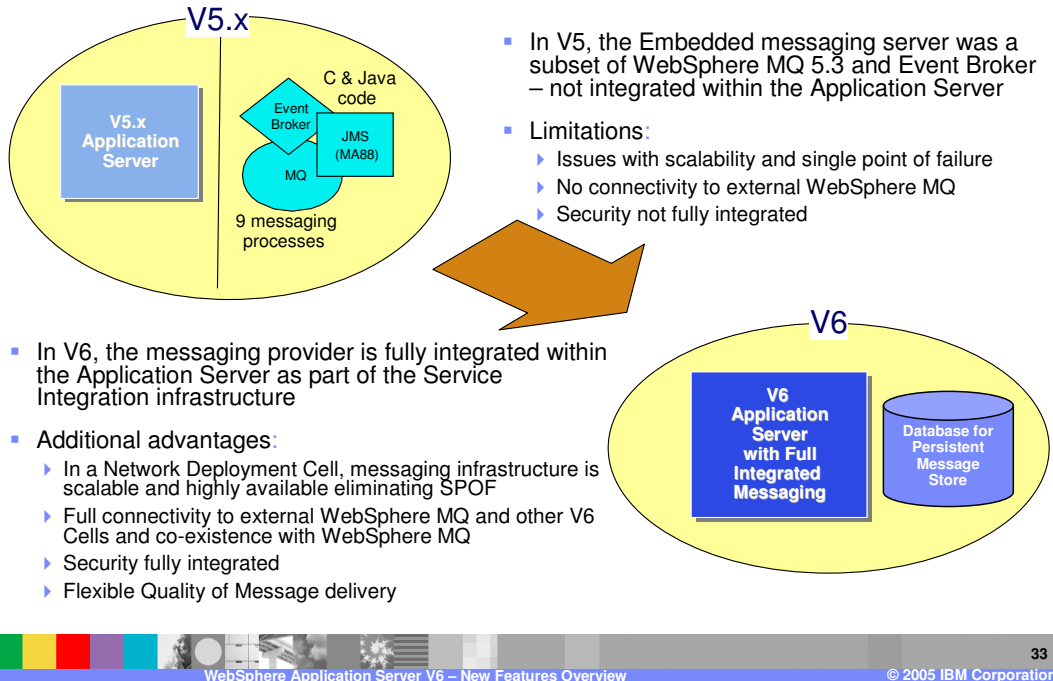 V5.x
V5.x
Application
Server
C & Java
code
Event
Broker
JMS
(MA88)
MQ
9 messaging
processes
In V5, the Embedded messaging server was a
subset of WebSphere MQ 5.3 and Event Broker
– not integrated within the Application Server
Limitations:
Issues with scalability and single point of failure
No connectivity to external WebSphere MQ
Security not fully integrated
In V6, the messaging provider is fully integrated within
the Application Server as part of the Service
Integration infrastructure
Additional advantages:
In a Network Deployment Cell, messaging infrastructure is
scalable and highly available eliminating SPOF
Full connectivity to external WebSphere MQ and other V6
Cells and co-existence with WebSphere MQ
Security fully integrated
Flexible Quality of Message delivery
V6
V6
Application
Server
with Full
Integrated
Messaging
Database for
Persistent
Message
Store
33
WebSphere Application Server V6 – New Features Overview
© 2005 IBM Corporation